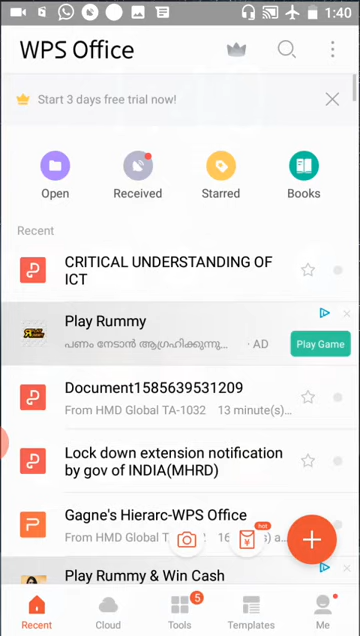 1:40
WPS Office
Start 3 days free trial now!
Open
Received
Starred
Books
Recent
CRITICAL UNDERSTANDING OF
ICT
Play Rummy
പണം നേടാൻ ആഗ്രഹിക്കുന്നു... · AD
Play Game
Document1585639531209
From HMD Global TA-1032 13 minute(s)...
Lock down extension notification
by gov of INDIA(MHRD)
Gagne's Hierarc-WPS Office
From HMD Global T
hot
Play Rummy & Win Cash
5
Recent
Cloud
Tools
Templates
Me